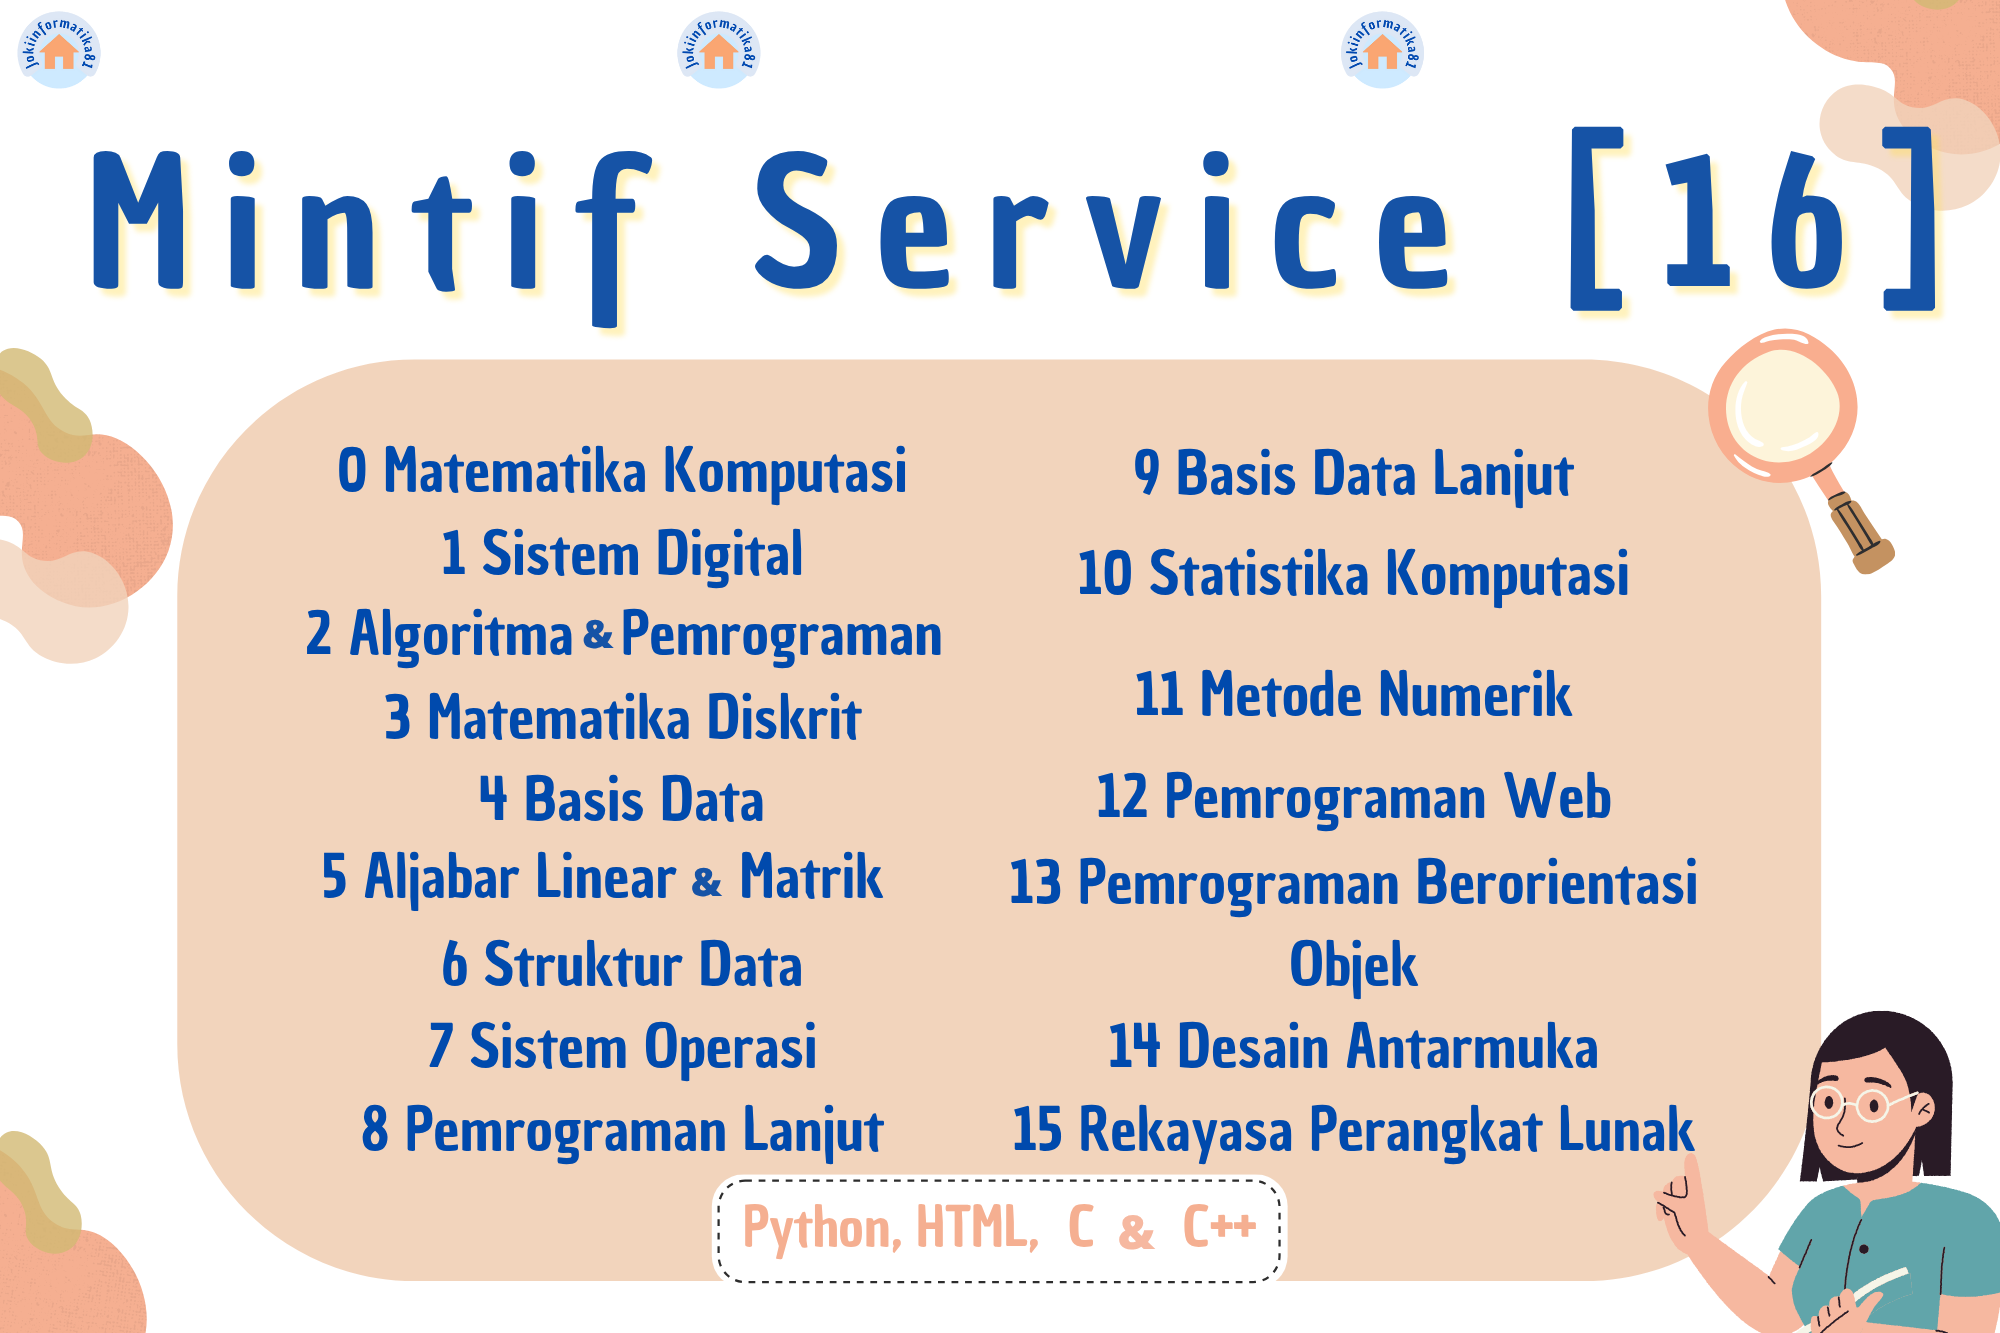 Jokiinformatika81
Jokiinformatika81
Jokiinformatika81
Mintif Service [16]
0 Matematika Komputasi
1 Sistem Digital
2 Algoritma & Pemrograman
3 Matematika Diskrit
4 Basis Data
5 Aljabar Linear & Matrik
6 Struktur Data
7 Sistem Operasi
8 Pemrograman Lanjut
9 Basis Data Lanjut
10 Statistika Komputasi
11 Metode Numerik
12 Pemrograman Web
13 Pemrograman Berorientasi
Objek
14 Desain Antarmuka
15 Rekayasa Perangkat Lunak
Python, HTML, C & C++